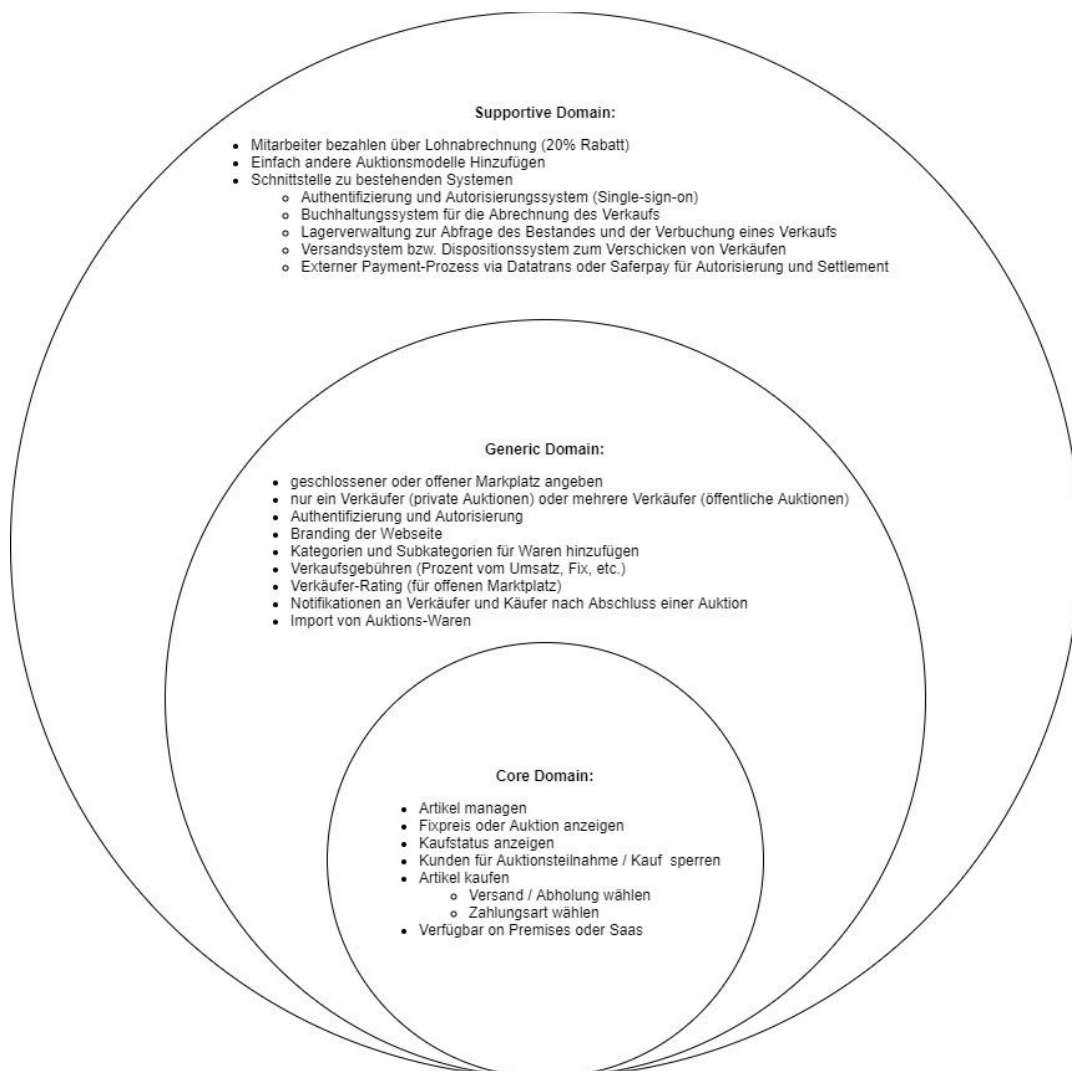 Supportive Domain:
• Mitarbeiter bezahlen über Lohnabrechnung (20% Rabatt)
• Einfach andere Auktionsmodelle Hinzufügen
• Schnittstelle zu bestehenden Systemen
o Authentifizierung und Autorisierungssystem (Single-sign-on)
o Buchhaltungssystem für die Abrechnung des Verkaufs
o Lagerverwaltung zur Abfrage des Bestandes und der Verbuchung eines Verkaufs
o Versandsystem bzw. Dispositionssystem zum Verschicken von Verkäufen
o Externer Payment-Prozess via Datatrans oder Saferpay für Autorisierung und Settlement
Generic Domain:
• geschlossener oder offener Markplatz angeben
• nur ein Verkäufer (private Auktionen) oder mehrere Verkäufer (öffentliche Auktionen)
• Authentifizierung und Autorisierung
• Branding der Webseite
• Kategorien und Subkategorien für Waren hinzufügen
• Verkaufsgebühren (Prozent vom Umsatz, Fix, etc.)
• Verkäufer-Rating (für offenen Marktplatz)
• Notifikationen an Verkäufer und Käufer nach Abschluss einer Auktion
• Import von Auktions-Waren
Core Domain:
• Artikel managen
• Fixpreis oder Auktion anzeigen
• Kaufstatus anzeigen
• Kunden für Auktionsteilnahme / Kauf sperren
• Artikel kaufen
o Versand / Abholung wählen
o Zahlungsart wählen
• Verfügbar on Premises oder Saas